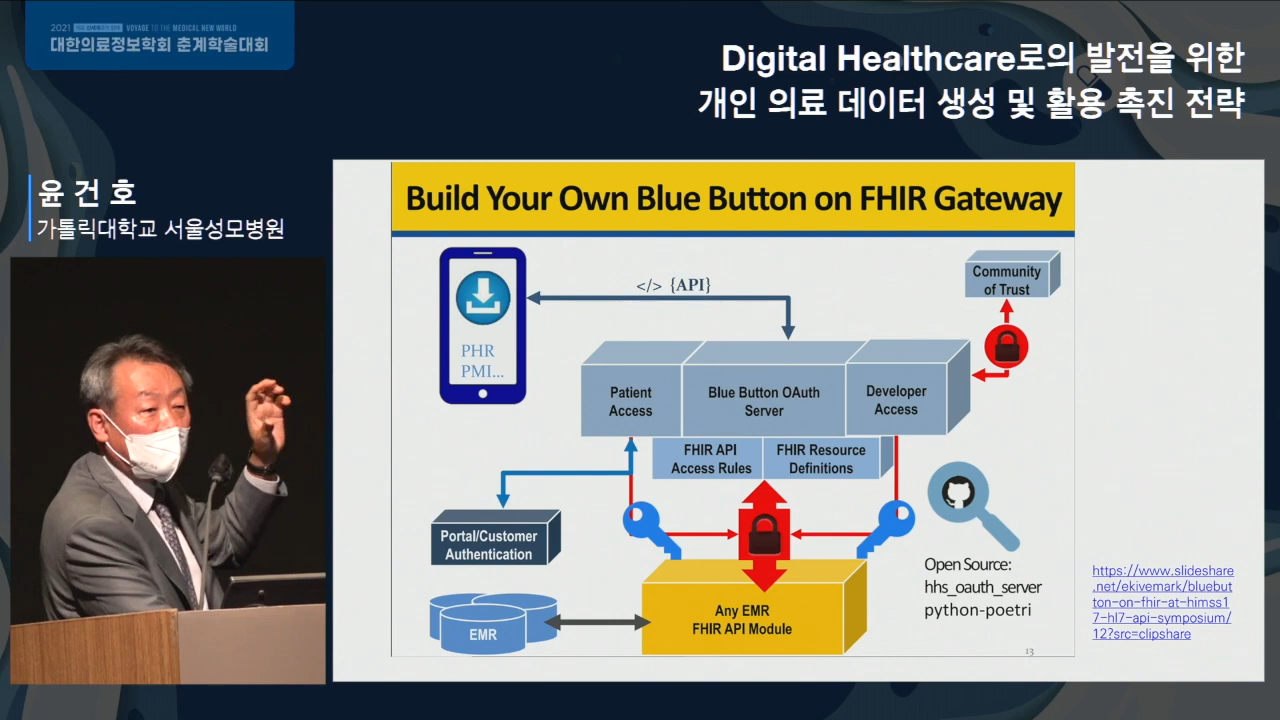 2021 VOYAGE TO THE MEDICAL NEW WORLD
대한의료정보학회 춘계학술대회
Digital Healthcare로의 발전을 위한
개인 의료 데이터 생성 및 활용 촉진 전략
윤 건 호
가톨릭대학교 서울성모병원
Build Your Own Blue Button on FHIR Gateway
</> {API}
Community
of Trust
PHR
PMI...
Patient
Access
Blue Button OAuth
Server
Developer
Access
FHIR API
Access Rules
FHIR Resource
Definitions
Portal/Customer
Authentication
Open Source:
hhs_oauth_server
python-poetri
EMR
Any EMR
FHIR API Module
https://www.slideshare
.net/ekivemark/bluebut
ton-on-fhir-at-himss1
7-hl7-api-symposium/
12?src=clipshare
13